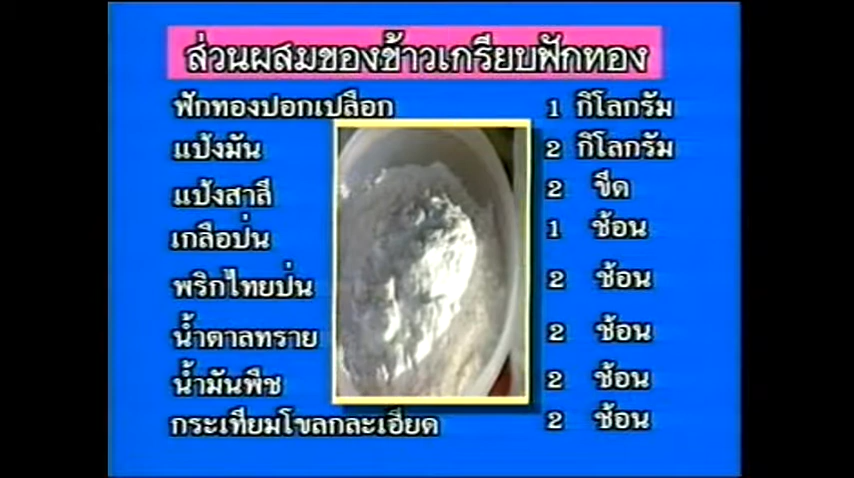 ส่วนผสมของข้าวเกรียบฟักทอง
ฟักทองปอกเปลือก 1 กิโลกรัม
แป้งมัน 2 กิโลกรัม
แป้งสาลี 2 ขีด
เกลือป่น 1 ช้อน
พริกไทยป่น 2 ช้อน
น้ำตาลทราย 2 ช้อน
น้ำมันพืช 2 ช้อน
กระเทียมโขลกละเอียด 2 ช้อน